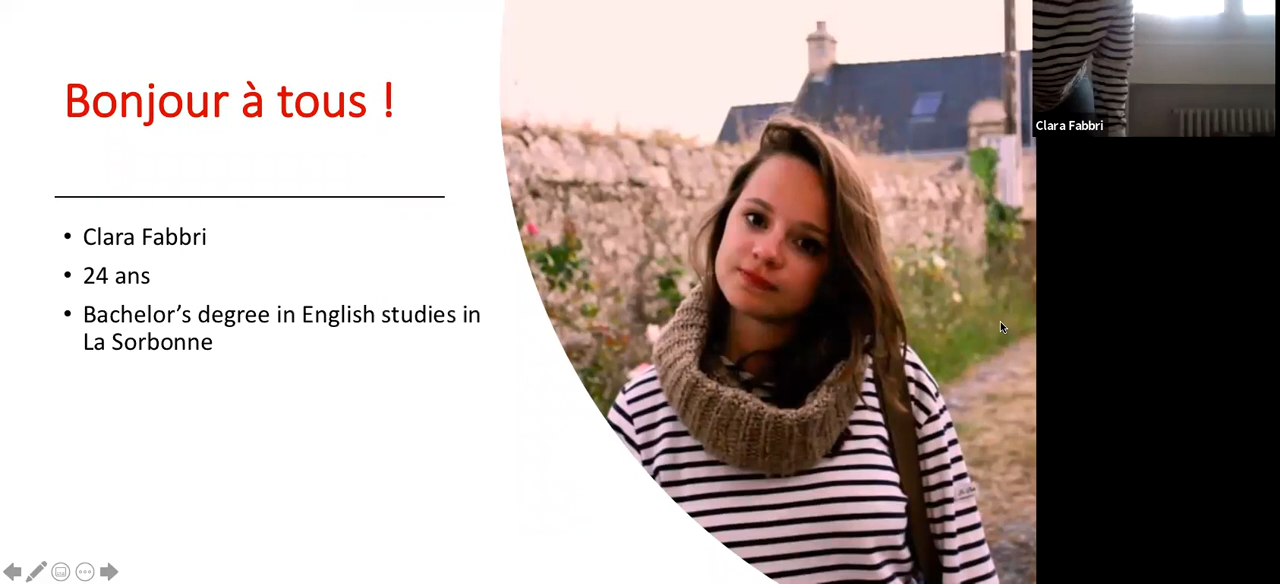 Bonjour à tous !
• Clara Fabbri
• 24 ans
• Bachelor’s degree in English studies in
La Sorbonne
Clara Fabbri